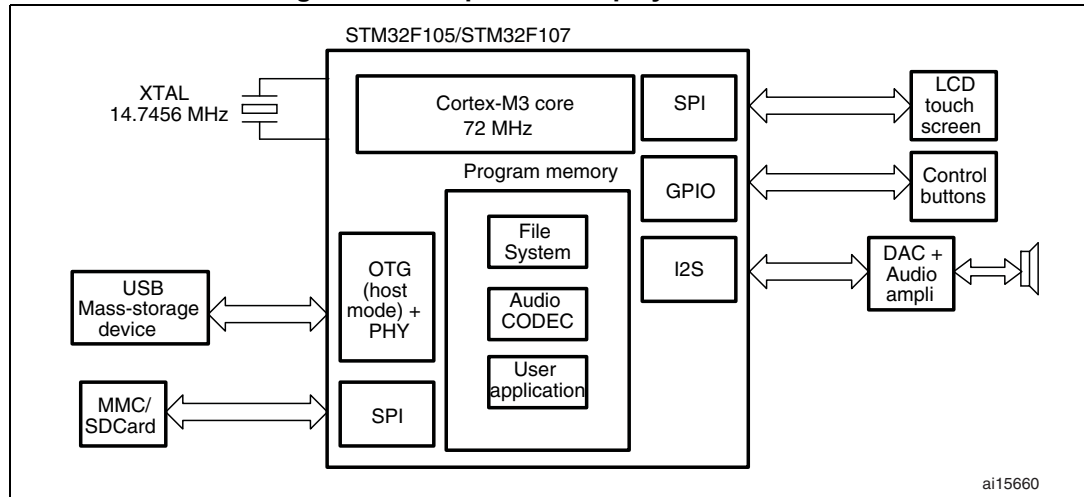 STM32F105/STM32F107
XTAL
14.7456 MHz
Cortex-M3 core
72 MHz
SPI
LCD
touch
screen
Program memory
GPIO
Control
buttons
File
System
OTG
(host
mode) +
PHY
I2S
DAC +
Audio
ampli
USB
Mass-storage
device
Audio
CODEC
User
application
MMC/
SDCard
SPI
ai15660